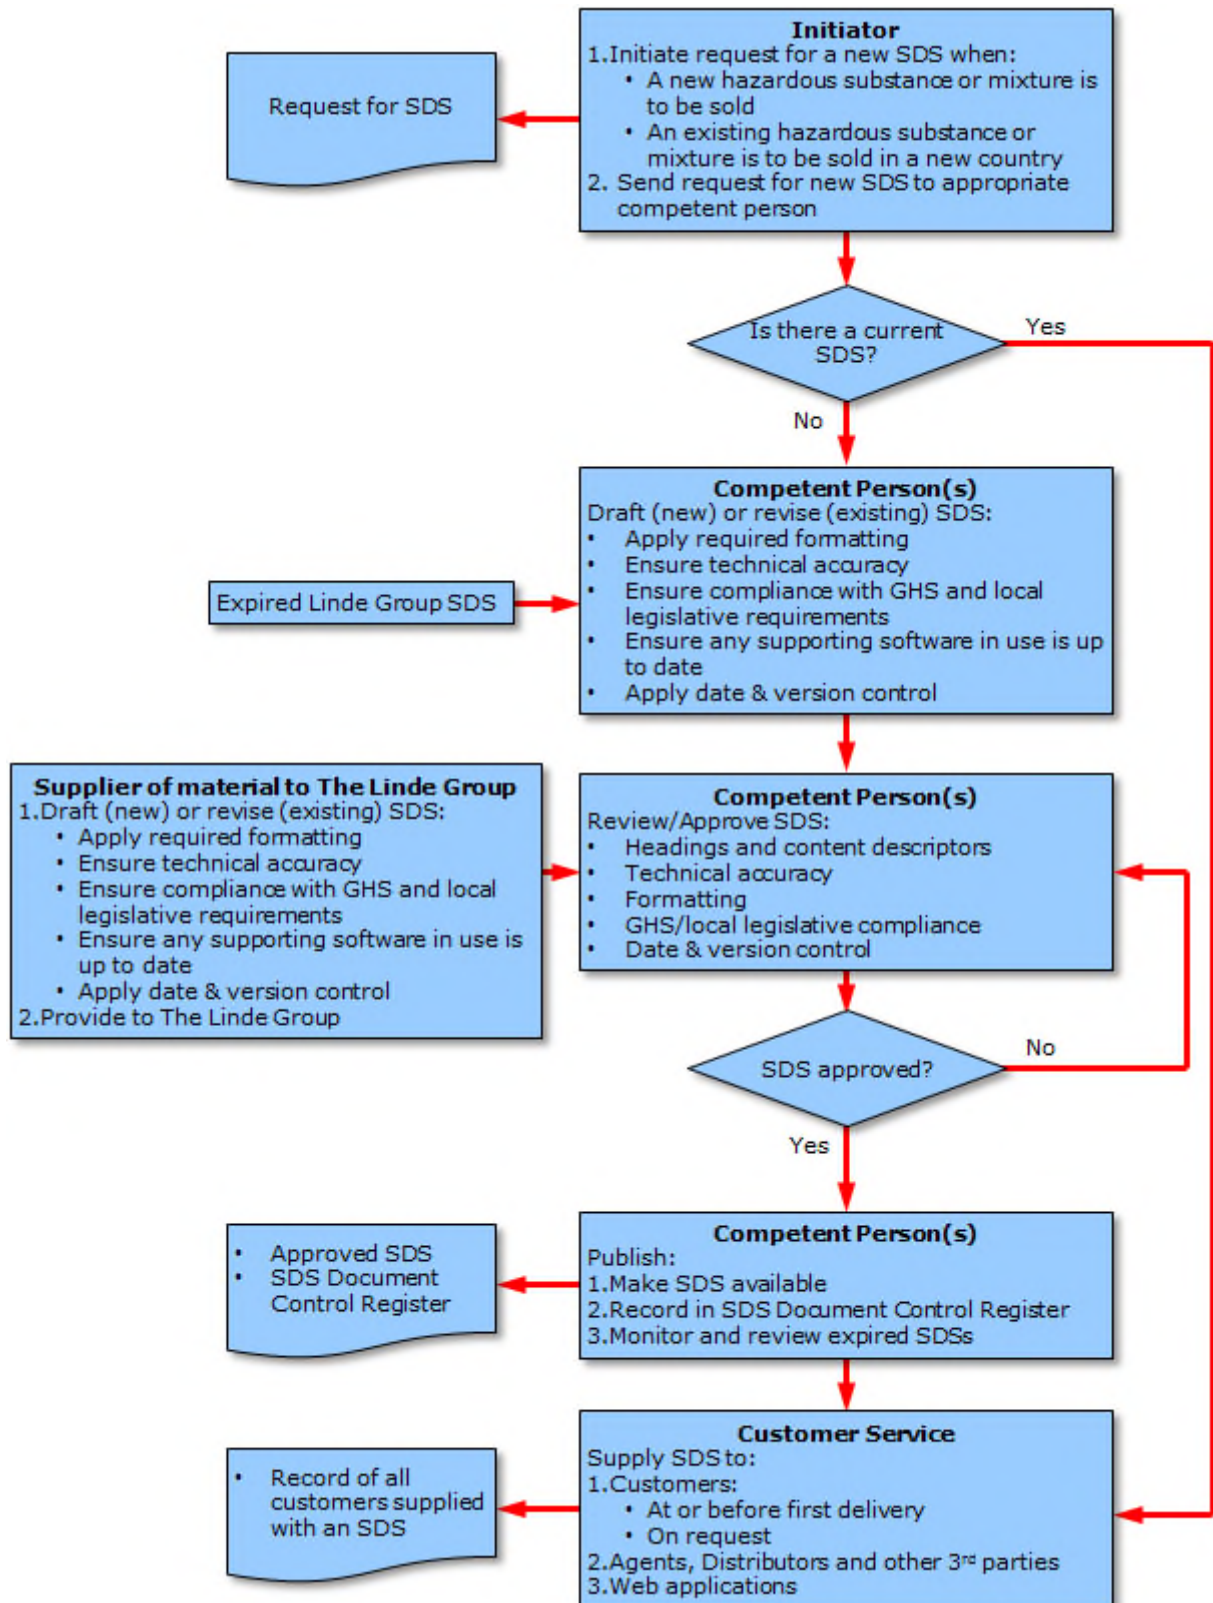 Initiator
1.Initiate request for a new SDS when:
• A new hazardous substance or mixture is
to be sold
• An existing hazardous substance or
mixture is to be sold in a new country
2. Send request for new SDS to appropriate
competent person
Request for SDS
Is there a current
SDS?
Yes
No
Competent Person(s)
Draft (new) or revise (existing) SDS:
• Apply required formatting
• Ensure technical accuracy
• Ensure compliance with GHS and local
legislative requirements
• Ensure any supporting software in use is up
to date
• Apply date & version control
Expired Linde Group SDS
Supplier of material to The Linde Group
1.Draft (new) or revise (existing) SDS:
• Apply required formatting
• Ensure technical accuracy
• Ensure compliance with GHS and local
legislative requirements
• Ensure any supporting software in use is
up to date
• Apply date & version control
2.Provide to The Linde Group
Competent Person(s)
Review/Approve SDS:
• Headings and content descriptors
• Technical accuracy
• Formatting
• GHS/local legislative compliance
• Date & version control
SDS approved?
No
Yes
Competent Person(s)
Publish:
1.Make SDS available
2.Record in SDS Document Control Register
3.Monitor and review expired SDSs
• Approved SDS
• SDS Document
Control Register
Customer Service
Supply SDS to:
1.Customers:
• At or before first delivery
• On request
2.Agents, Distributors and other 3rd parties
3.Web applications
• Record of all
customers supplied
with an SDS